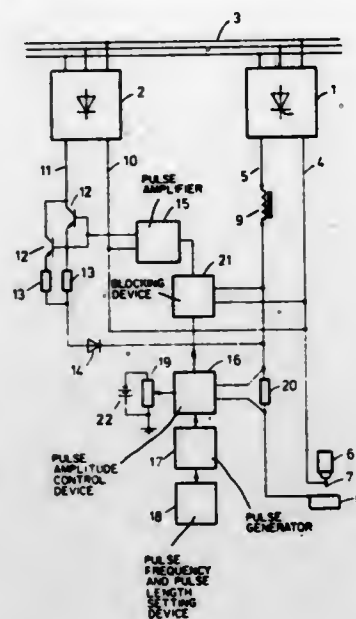 3
2
1
11
10
5
4
12
9
PULSE
AMPLIFIER
15
12
21
13
13
BLOCKING
DEVICE
14
19
16
20
22
6
PULSE
AMPLITUDE
CONTROL
DEVICE
17
7
PULSE
GENERATOR
18
PULSE
FREQUENCY
AND PULSE
LENGTH
SETTING
DEVICE